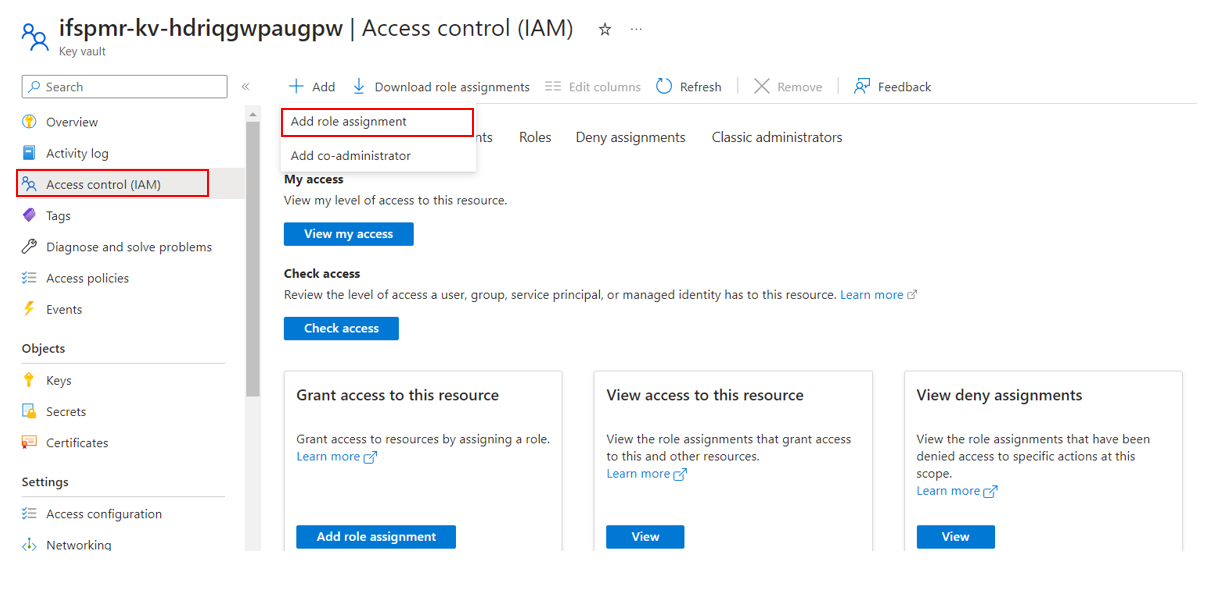 ifspmr-kv-hdriqgwpaugpw | Access control (IAM)
Key vault
Search
Overview
Activity log
Access control (IAM)
Tags
Diagnose and solve problems
Access policies
Events
Objects
Keys
Secrets
Certificates
Settings
Access configuration
Networking
Add
Download role assignments
Edit columns
Refresh
Remove
Feedback
Add role assignment
Add co-administrator
nts
Roles
Deny assignments
Classic administrators
My access
View my level of access to this resource.
View my access
Check access
Review the level of access a user, group, service principal, or managed identity has to this resource. Learn more
Check access
Grant access to this resource
Grant access to resources by assigning a role.
Learn more
Add role assignment
View access to this resource
View the role assignments that grant access
to this and other resources.
Learn more
View
View deny assignments
View the role assignments that have been
denied access to specific actions at this
scope.
Learn more
View